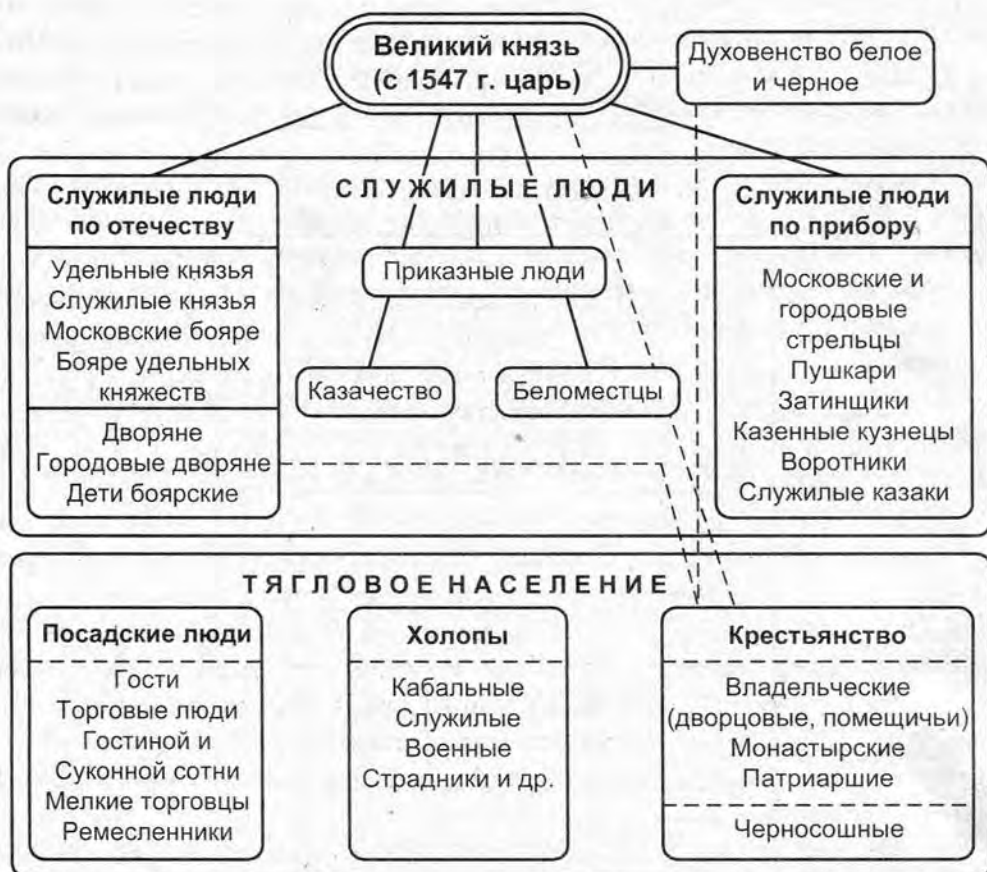 Великий князь
(с 1547 г. царь)
Духовенство белое
и черное
СЛУЖИЛЫЕ ЛЮДИ
Служилые люди
по отечеству
Удельные князья
Служилые князья
Московские бояре
Бояре удельных
княжеств
Дворяне
Городовые дворяне
Дети боярские
Приказные люди
Казачество
Беломестцы
Служилые люди
по прибору
Московские и
городовые
стрельцы
Пушкари
Затинщики
Казенные кузнецы
Воротники
Служилые казаки
ТЯГЛОВОЕ НАСЕЛЕНИЕ
Посадские люди
Гости
Торговые люди
Гостиной и
Суконной сотни
Мелкие торговцы
Ремесленники
Холопы
Кабальные
Служилые
Военные
Страдники и др.
Крестьянство
Владельческие
(дворцовые, помещичьи)
Монастырские
Патриаршие
Черносошные